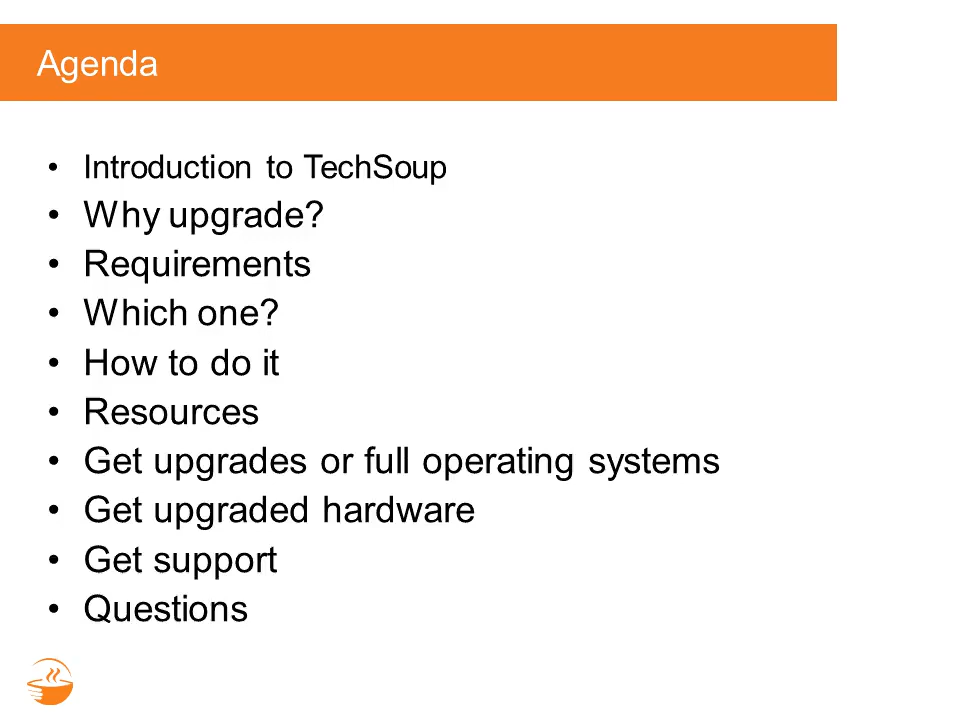 Agenda
• Introduction to TechSoup
• Why upgrade?
• Requirements
• Which one?
• How to do it
• Resources
• Get upgrades or full operating systems
• Get upgraded hardware
• Get support
• Questions